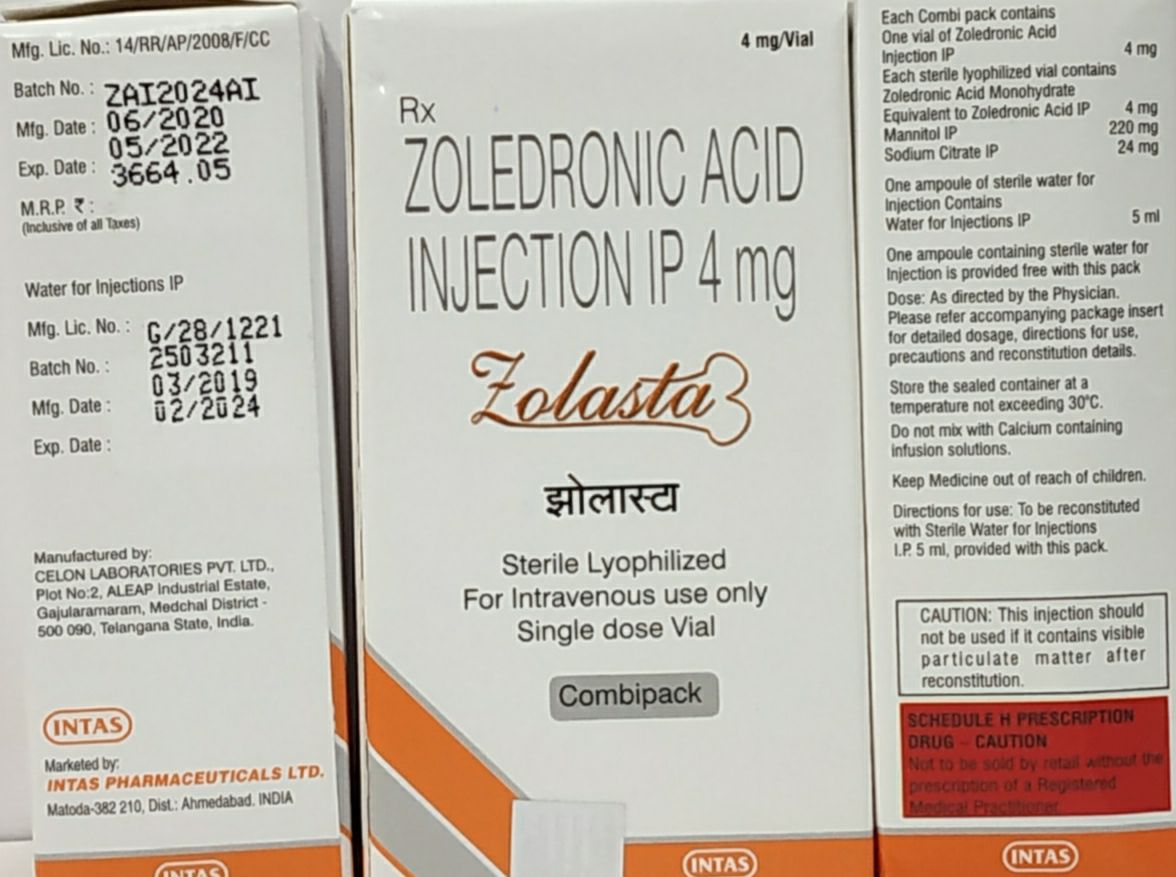 Mfg. Lic. No.: 14/RR/AP/2008/F/CC
Batch No. : ZAI2024AI
Mfg. Date : 06/2020
05/2022
Exp. Date : 3664.05
M.R.P. ₹ :
(Inclusive of all Taxes)
Water for Injections IP
Mfg. Lic. No. : G/28/1221
Batch No. : 2503211
03/2019
Mfg. Date : 02/2024
Exp. Date :
Manufactured by:
CELON LABORATORIES PVT. LTD.,
Plot No:2, ALEAP Industrial Estate,
Gajularamaram, Medchal District -
500 090, Telangana State, India.
INTAS
Marketed by:
INTAS PHARMACEUTICALS LTD.
Matoda-382 210, Dist.: Ahmedabad. INDIA
INTAS
4 mg/Vial
Rx
ZOLEDRONIC ACID
INJECTION IP 4 mg
Zolasta
झोलास्टा
Sterile Lyophilized
For Intravenous use only
Single dose Vial
Combipack
INTAS
Each Combi pack contains
One vial of Zoledronic Acid
Injection IP 4 mg
Each sterile lyophilized vial contains
Zoledronic Acid Monohydrate
Equivalent to Zoledronic Acid IP 4 mg
Mannitol IP 220 mg
Sodium Citrate IP 24 mg
One ampoule of sterile water for
Injection Contains
Water for Injections IP 5 ml
One ampoule containing sterile water for
Injection is provided free with this pack
Dose: As directed by the Physician.
Please refer accompanying package insert
for detailed dosage, directions for use,
precautions and reconstitution details.
Store the sealed container at a
temperature not exceeding 30°C.
Do not mix with Calcium containing
infusion solutions.
Keep Medicine out of reach of children.
Directions for use: To be reconstituted
with Sterile Water for Injections
I.P. 5 ml, provided with this pack.
CAUTION: This injection should
not be used if it contains visible
particulate matter after
reconstitution.
SCHEDULE H PRESCRIPTION
DRUG - CAUTION
Not to be sold by retail without the
prescription of a Registered
Medical Practitioner.
INTAS